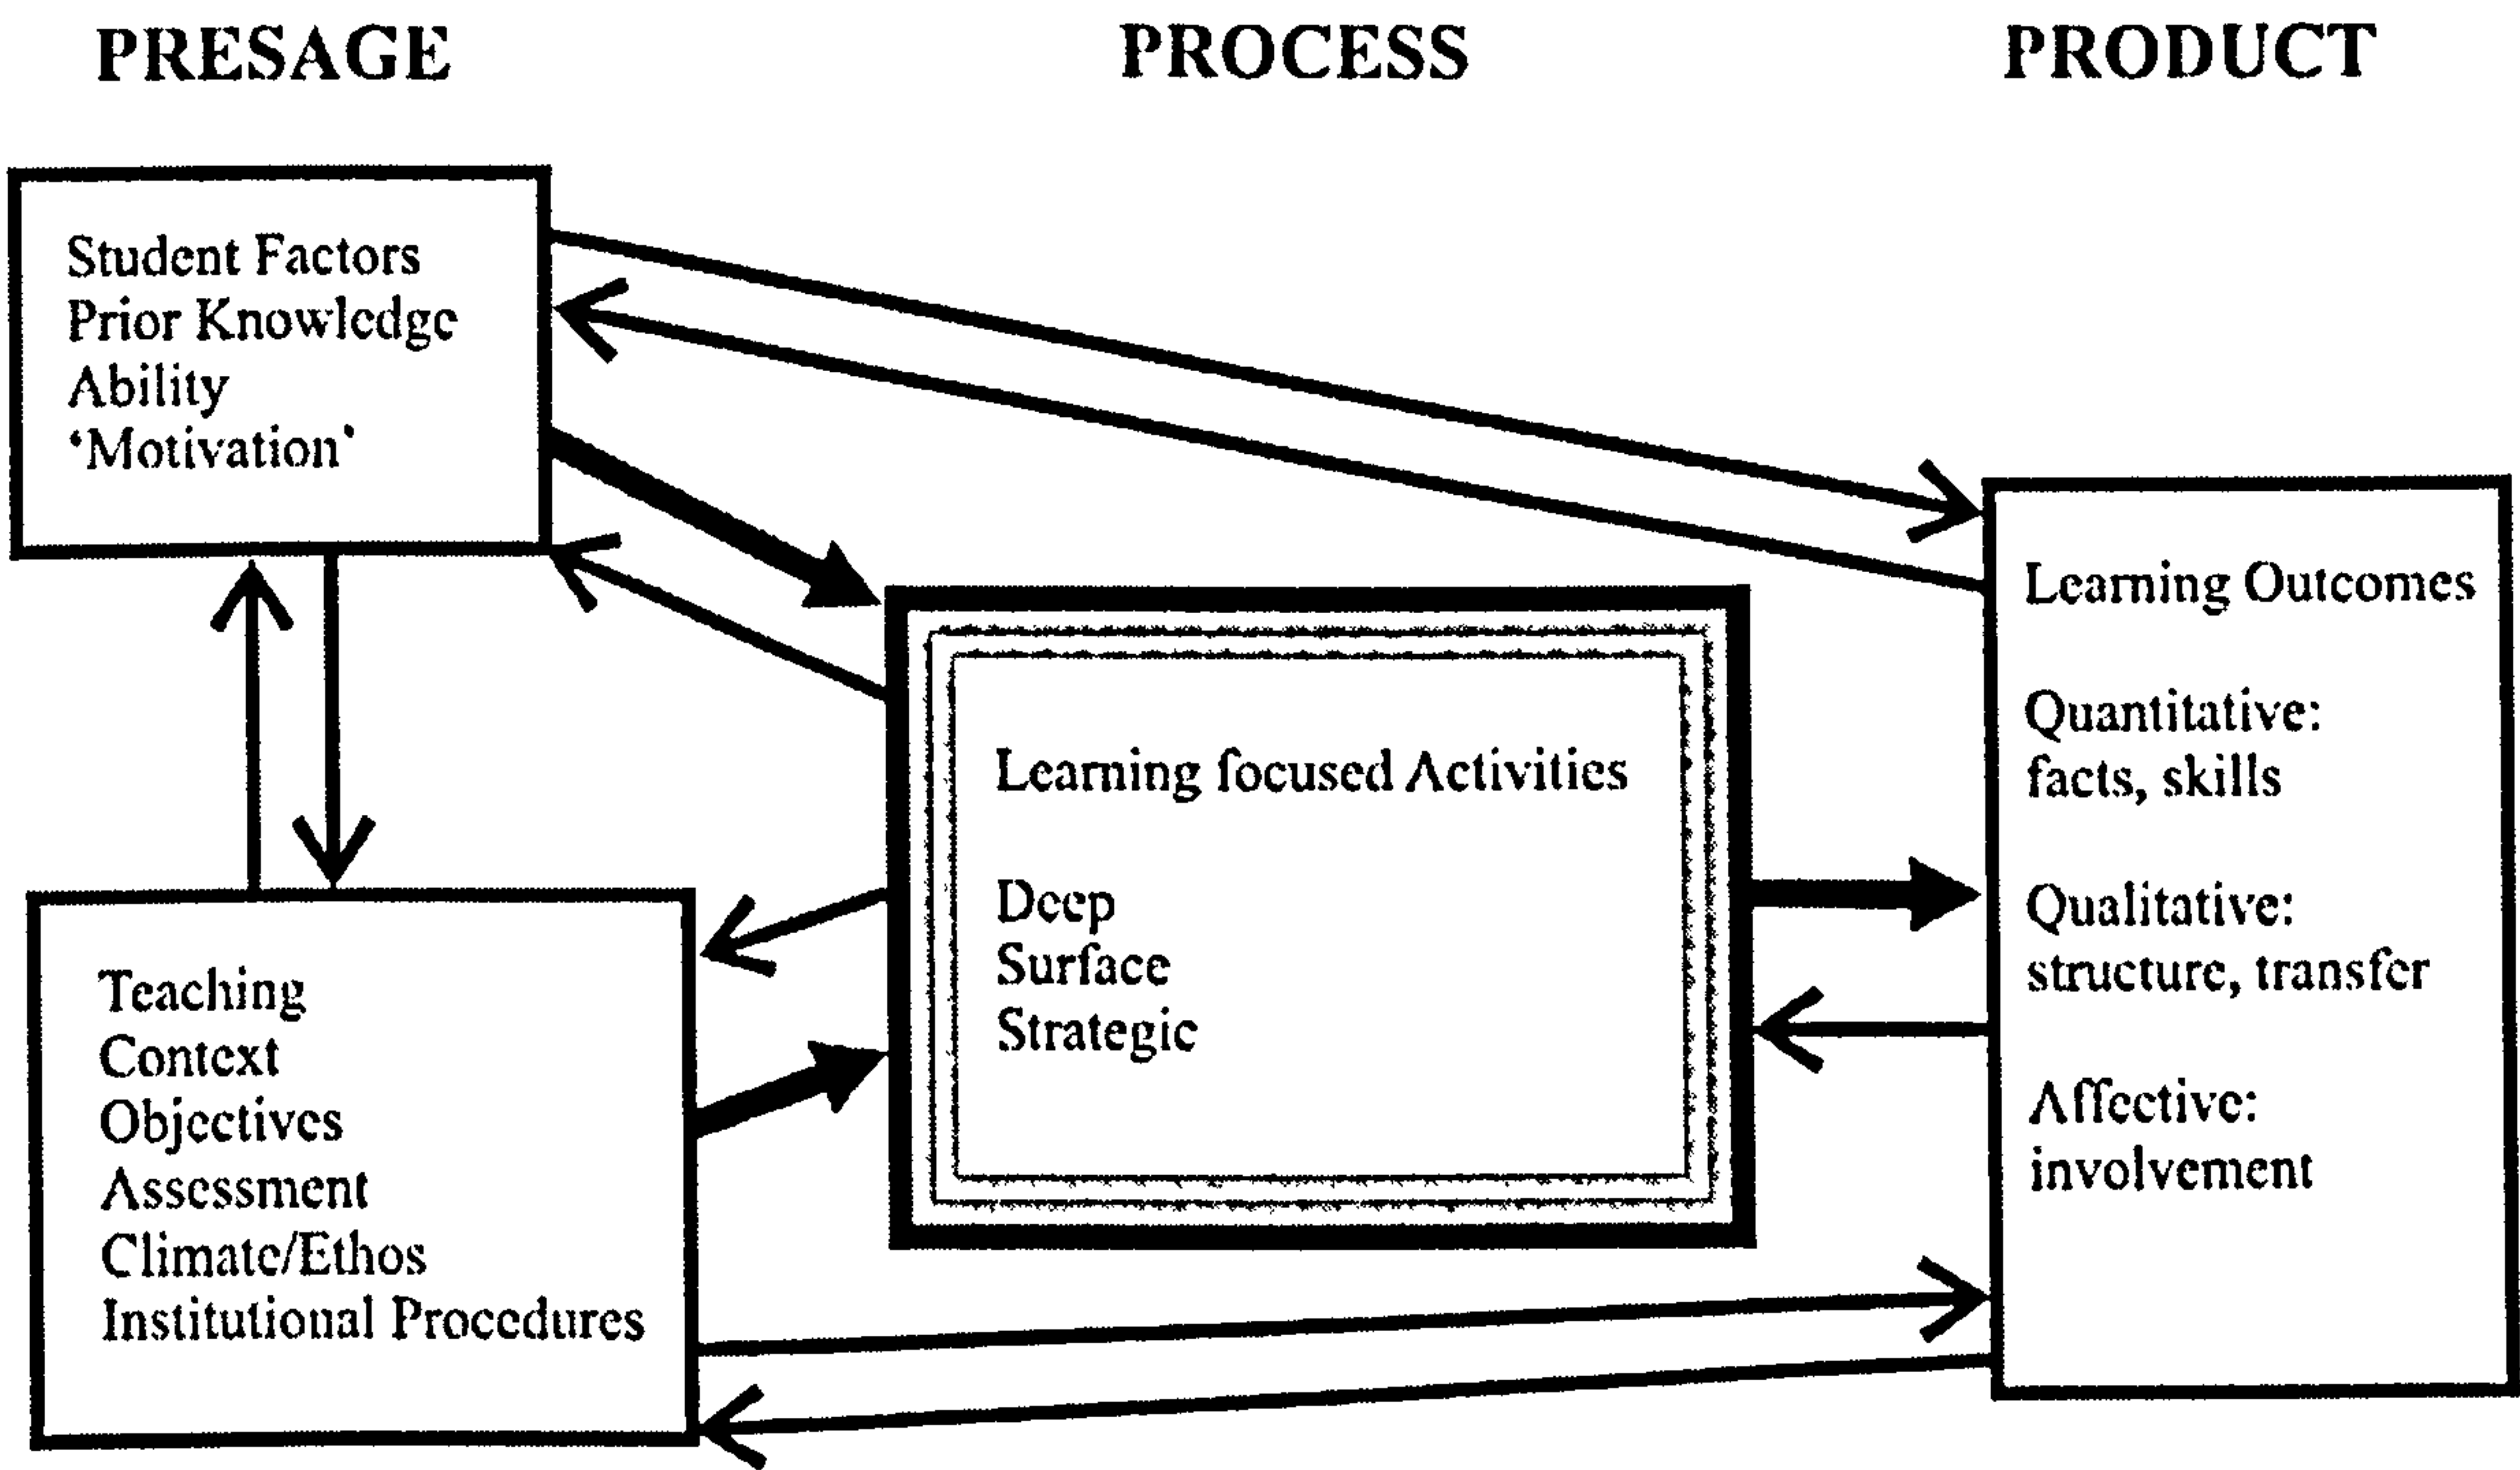 PRESAGE PROCESS PRODUCT
Student Factors
Prior Knowledge
Ability
‘Motivation’
Teaching
Context
Objectives
Assessment
Climate/Ethos
Institutional Procedures
Learning focused Activities
Deep
Surface
Strategic
Learning Outcomes
Quantitative:
facts, skills
Qualitative:
structure, transfer
Affective:
involvement